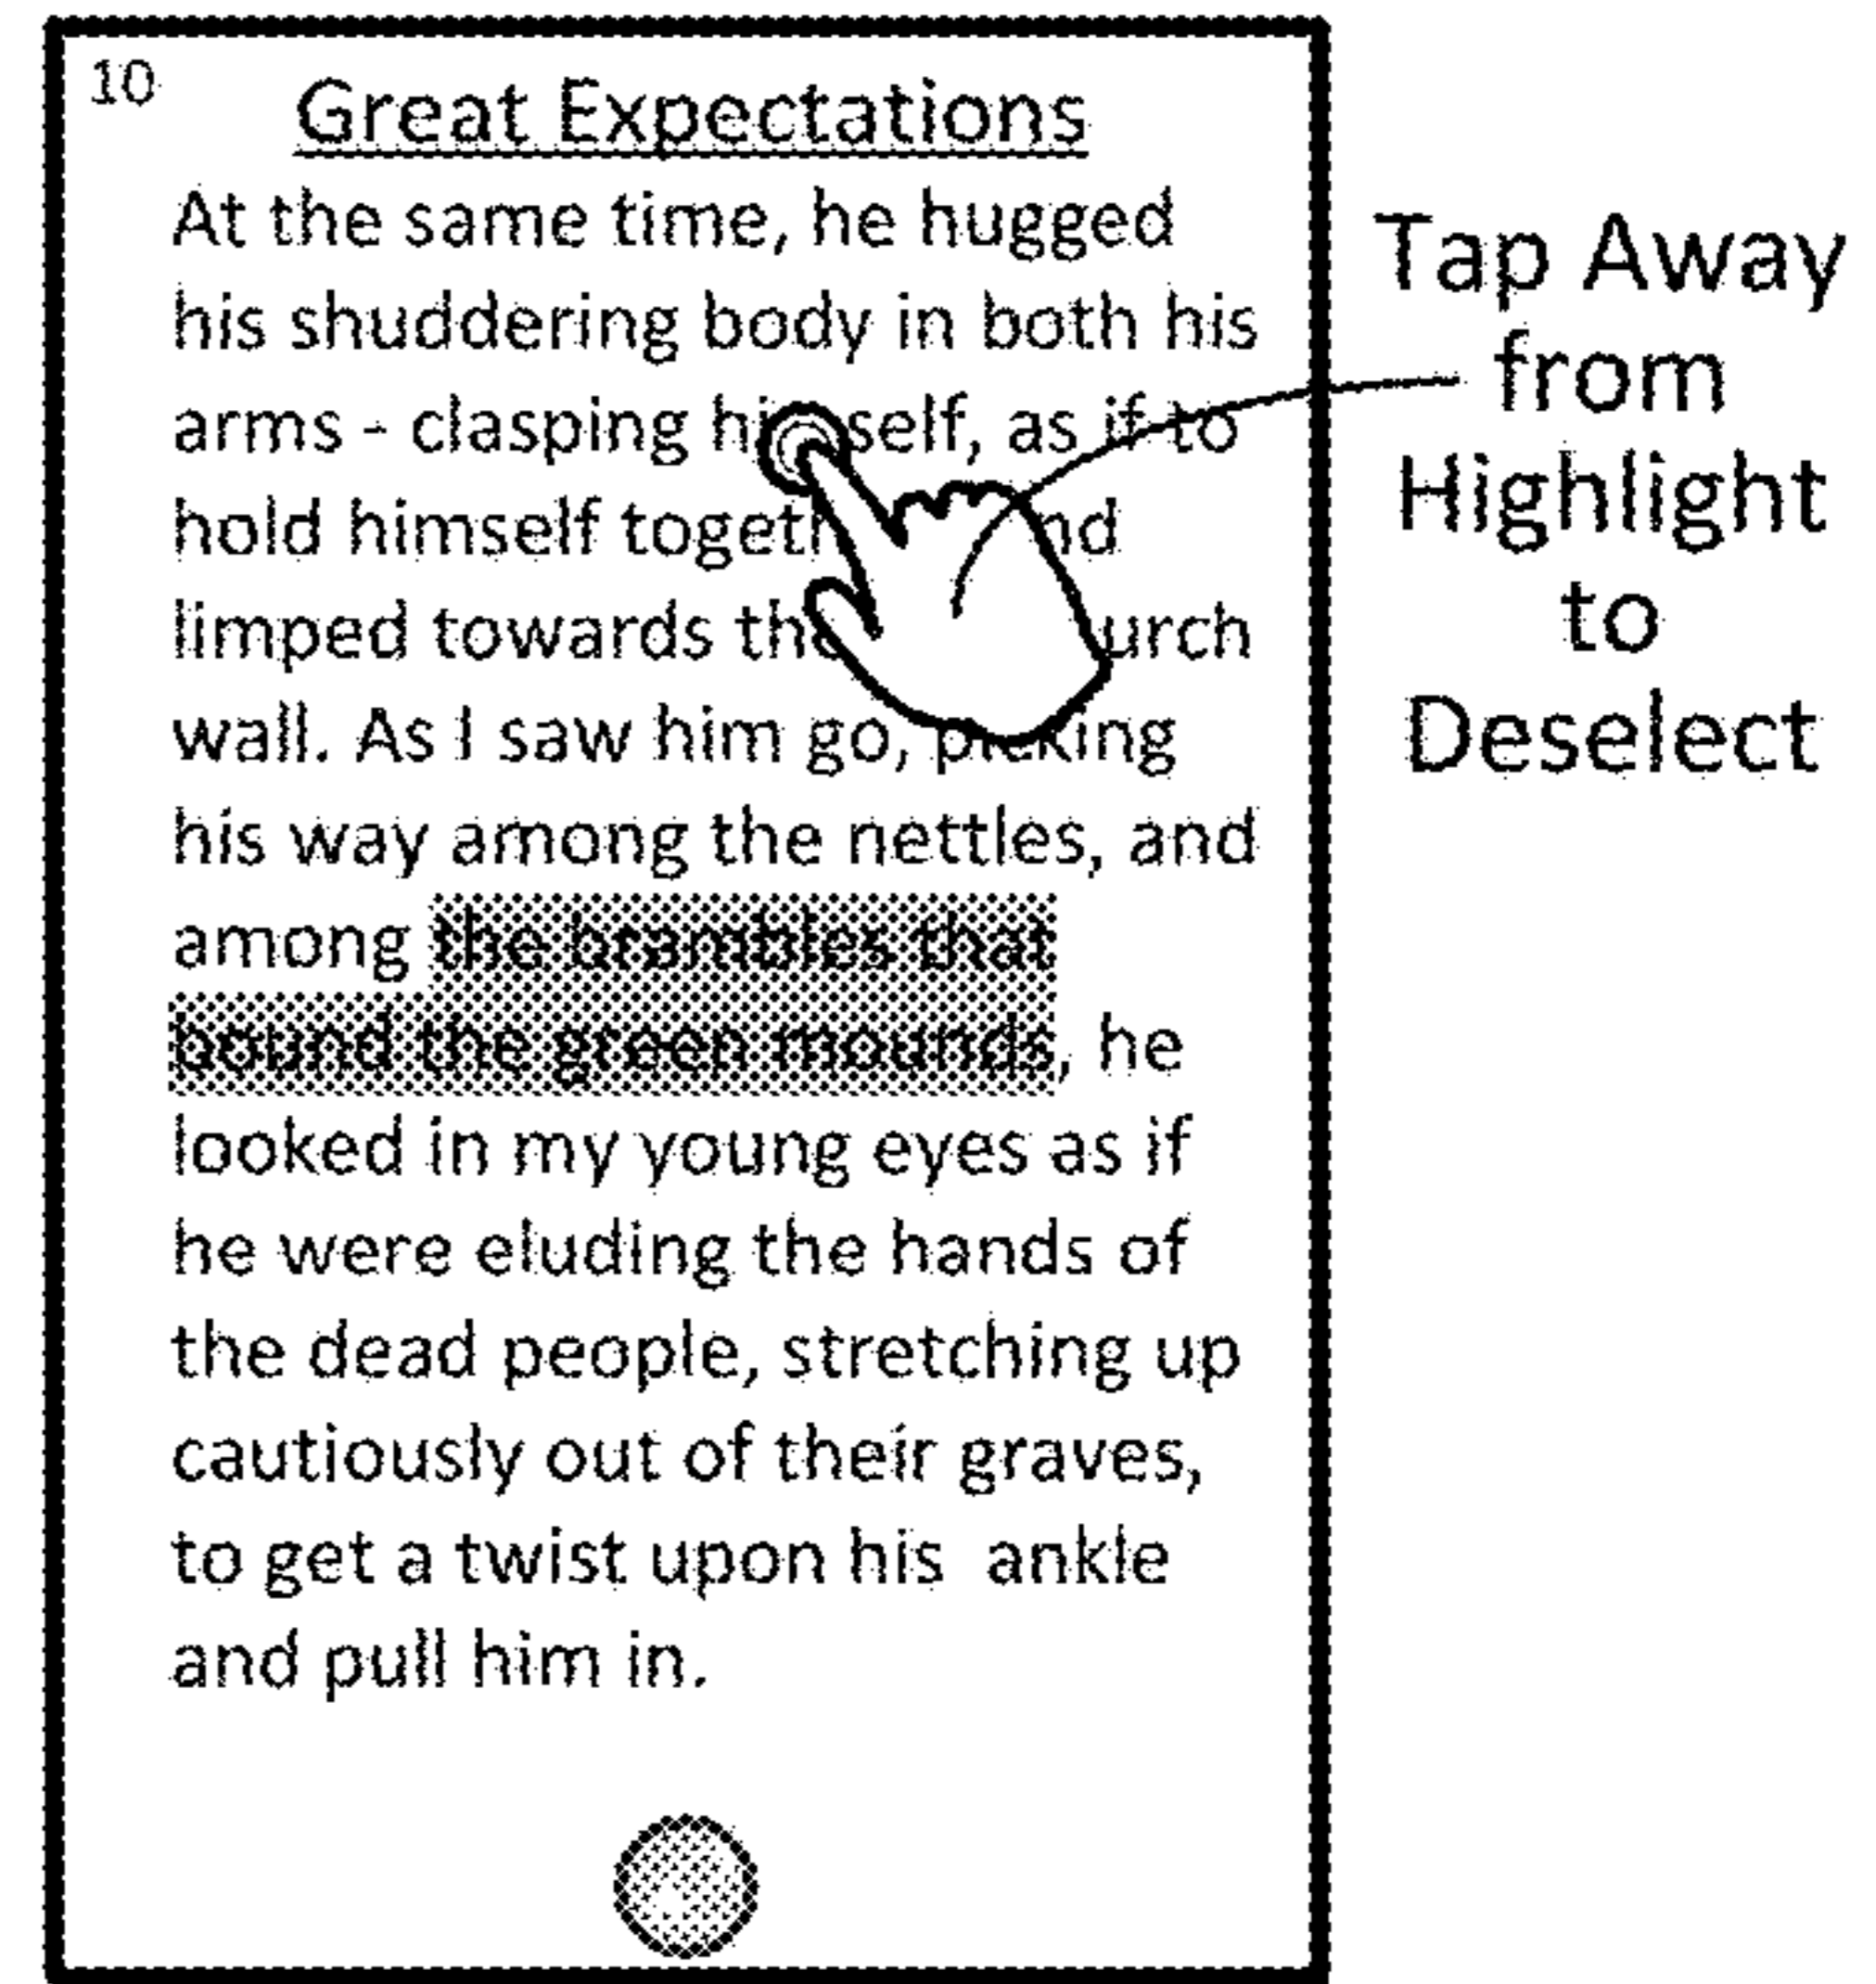 10
Great Expectations
At the same time, he hugged
his shuddering body in both his
arms - clasping self, as if to
hold himself
limped towards the
wall. As I saw him go, picking
his way among the nettles, and
among the brambles that
bound the green mounds, he
looked in my young eyes as if
he were eluding the hands of
the dead people, stretching up
cautiously out of their graves,
to get a twist upon his ankle
and pull him in.
Tap Away
from
Highlight
to
Deselect